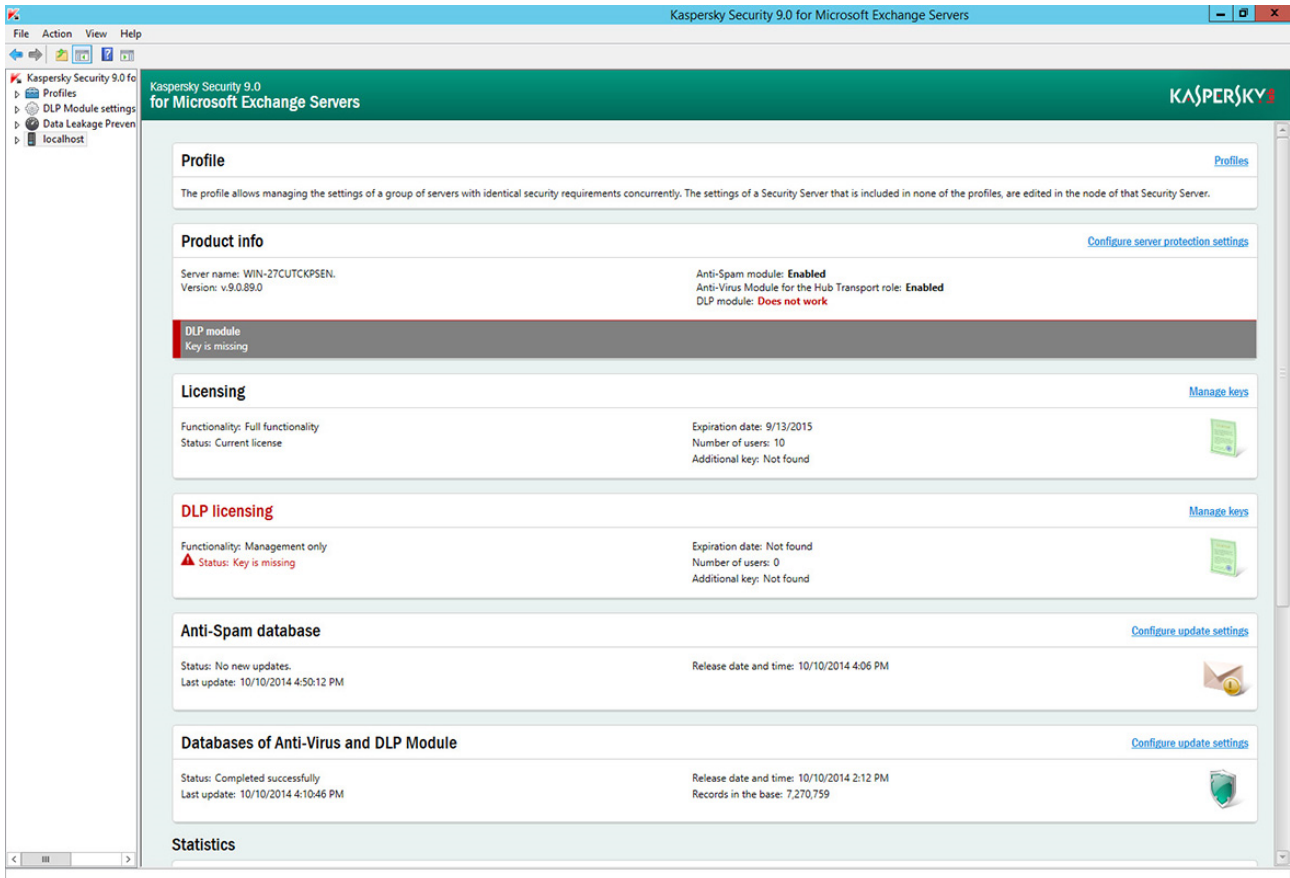 Kaspersky Security 9.0 for Microsoft Exchange Servers
File Action View Help
Kaspersky Security 9.0 fo
Profiles
DLP Module settings
Data Leakage Preven
localhost
Kaspersky Security 9.0
for Microsoft Exchange Servers
KASPERSKY
Profile
Profiles
The profile allows managing the settings of a group of servers with identical security requirements concurrently. The settings of a Security Server that is included in none of the profiles, are edited in the node of that Security Server.
Product info
Configure server protection settings
Server name: WIN-27CUTCKPSEN.
Version: v.9.0.89.0
Anti-Spam module: Enabled
Anti-Virus Module for the Hub Transport role: Enabled
DLP module: Does not work
DLP module
Key is missing
Licensing
Manage keys
Functionality: Full functionality
Status: Current license
Expiration date: 9/13/2015
Number of users: 10
Additional key: Not found
DLP licensing
Manage keys
Functionality: Management only
Status: Key is missing
Expiration date: Not found
Number of users: 0
Additional key: Not found
Anti-Spam database
Configure update settings
Status: No new updates.
Last update: 10/10/2014 4:50:12 PM
Release date and time: 10/10/2014 4:06 PM
Databases of Anti-Virus and DLP Module
Configure update settings
Status: Completed successfully
Last update: 10/10/2014 4:10:46 PM
Release date and time: 10/10/2014 2:12 PM
Records in the base: 7,270,759
Statistics